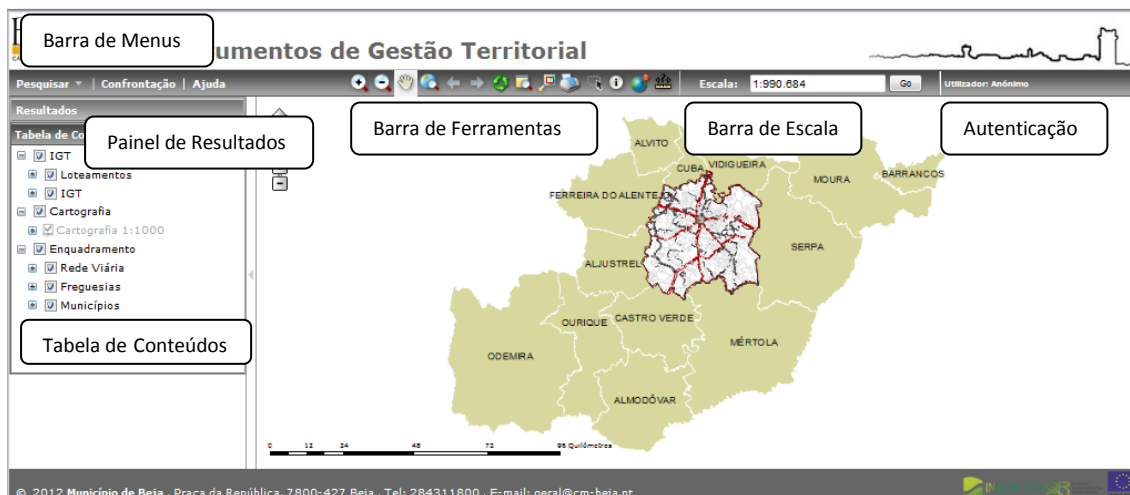 Barra de Menus
umentos de Gestão Territorial
Pesquisar | Confrontação | Ajuda
Escala: 1:990.684 Go
Utilizador: Anónimo
Resultados
Tabela de Co
Painel de Resultados
Barra de Ferramentas
Barra de Escala
Autenticação
IGT
Loteamentos
IGT
Cartografia
Cartografia 1:1000
Enquadramento
Rede Viária
Freguesias
Municípios
Tabela de Conteúdos
ALVITO
CUBA
VIDIGUEIRA
MOURA
BARRANCOS
FERREIRA DO ALENTEJO
SERPA
ALJUSTREL
OURIQUE
CASTRO VERDE
MÉRTOLA
ODEMIRA
ALMODÔVAR
0 12 24 48 72 96 Quilómetros
© 2012 Município de Beja . Praça da República, 7800-427 Beja . Tel: 284311800 . E-mail: geral@cm-beja.pt